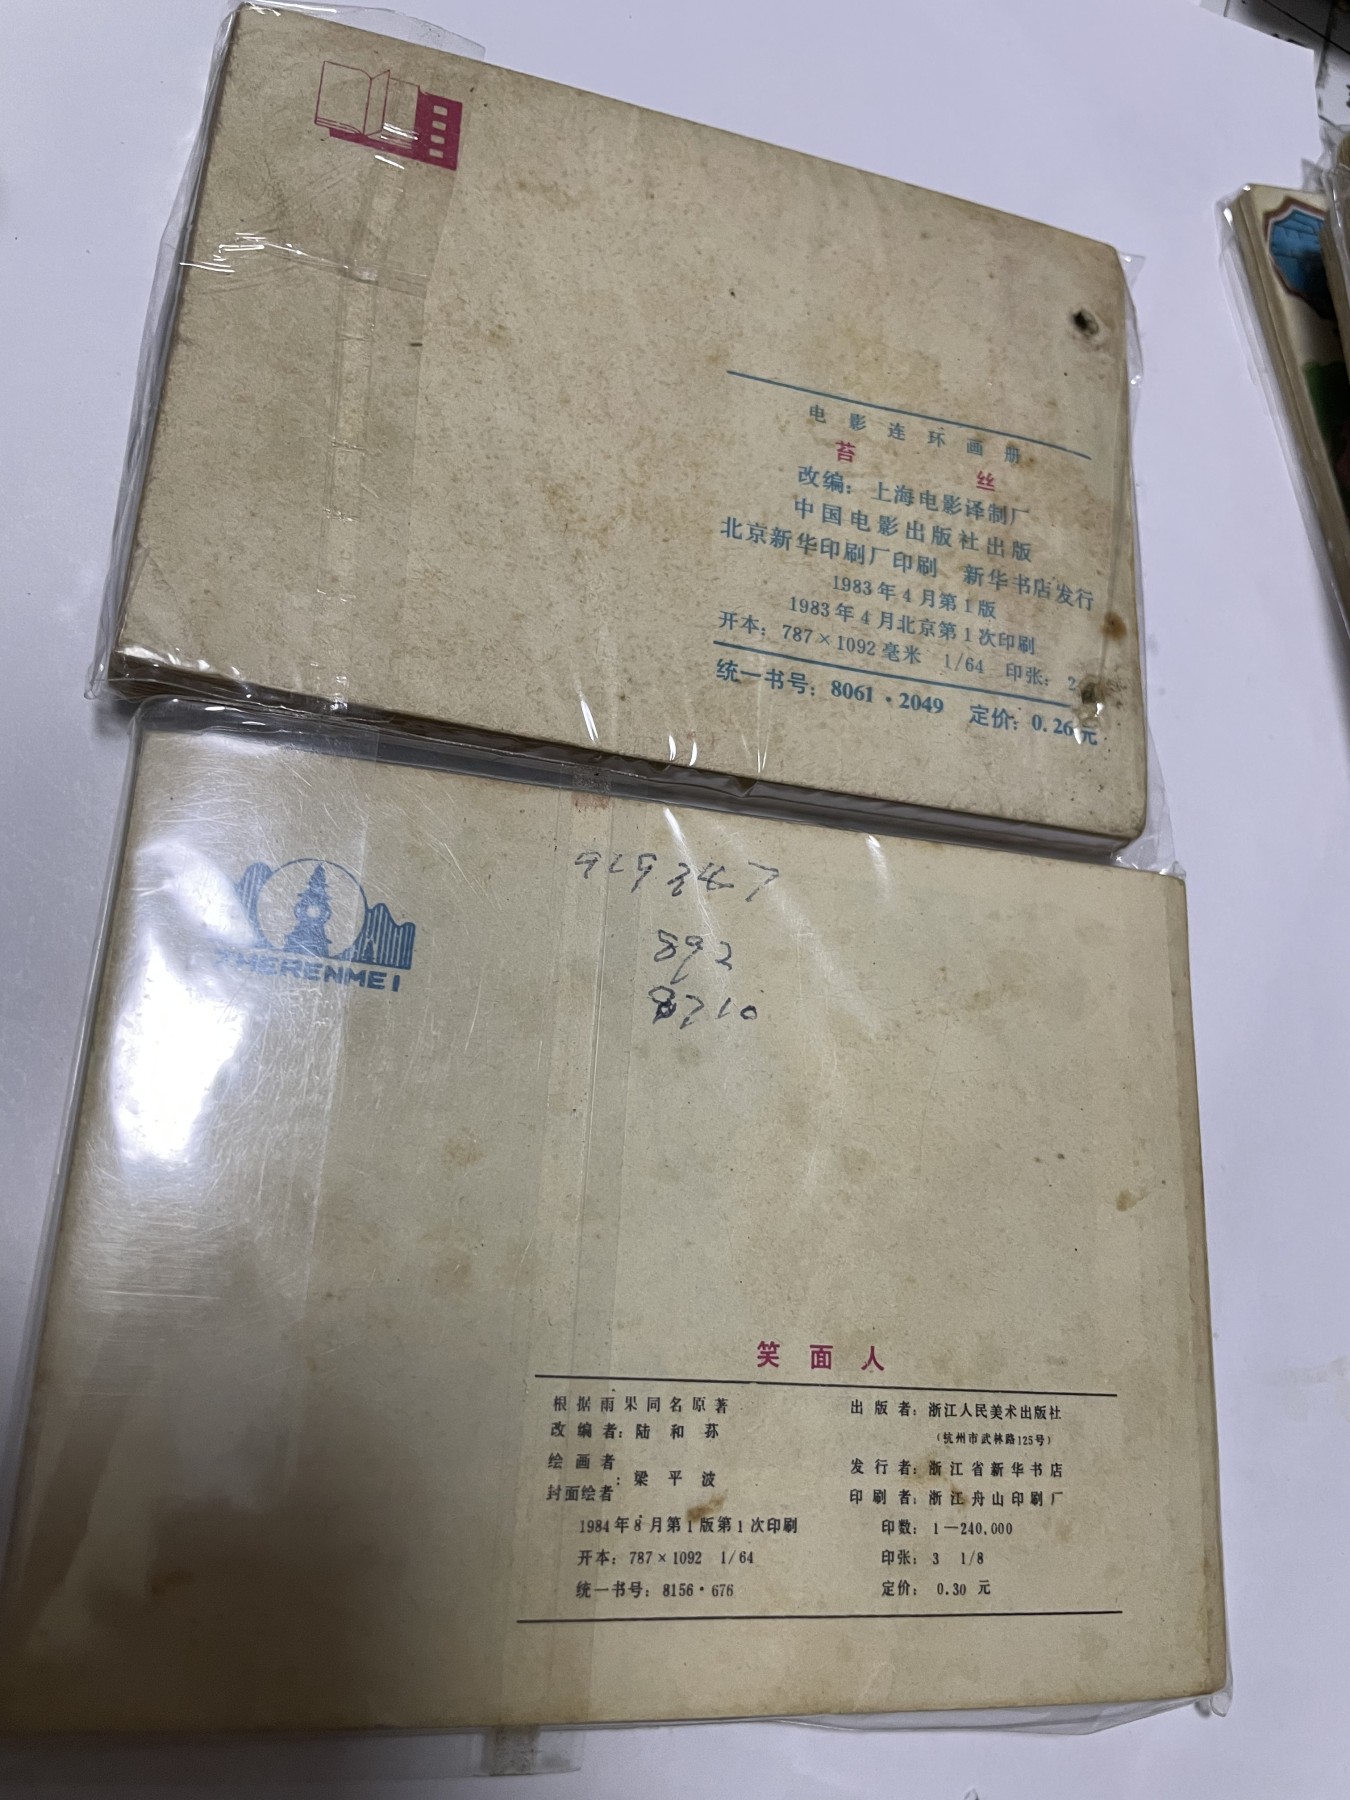 电影连环画册
苔丝
改编：上海电影译制厂
中国电影出版社出版
北京新华印刷厂印刷 新华书店发行
1983年4月第1版
1983年4月北京第1次印刷
开本：787×1092毫米 1/64 印张：2
统一书号：8061·2049 定价：0.26元
ZHERENMEI
892
笑面人
根据雨果同名原著
改编者：陆和荪
绘画者
封面绘者：梁平波
1984年8月第1版第1次印刷
开本：787×1092 1/64
统一书号：8156·676
出版者：浙江人民美术出版社
（杭州市武林路125号）
发行者：浙江省新华书店
印刷者：浙江舟山印刷厂
印数：1—240,000
印张：3 1/8
定价：0.30元